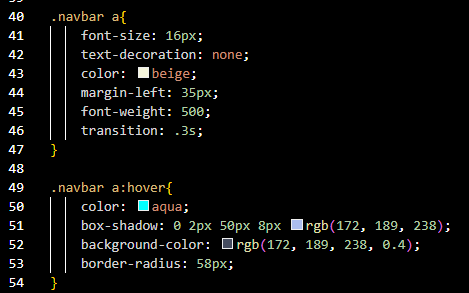 40 .navbar a{
41 font-size: 16px;
42 text-decoration: none;
43 color: beige;
44 margin-left: 35px;
45 font-weight: 500;
46 transition: .3s;
47 }
48
49 .navbar a:hover{
50 color: aqua;
51 box-shadow: 0 2px 50px 8px rgb(172, 189, 238);
52 background-color: rgb(172, 189, 238, 0.4);
53 border-radius: 58px;
54 }